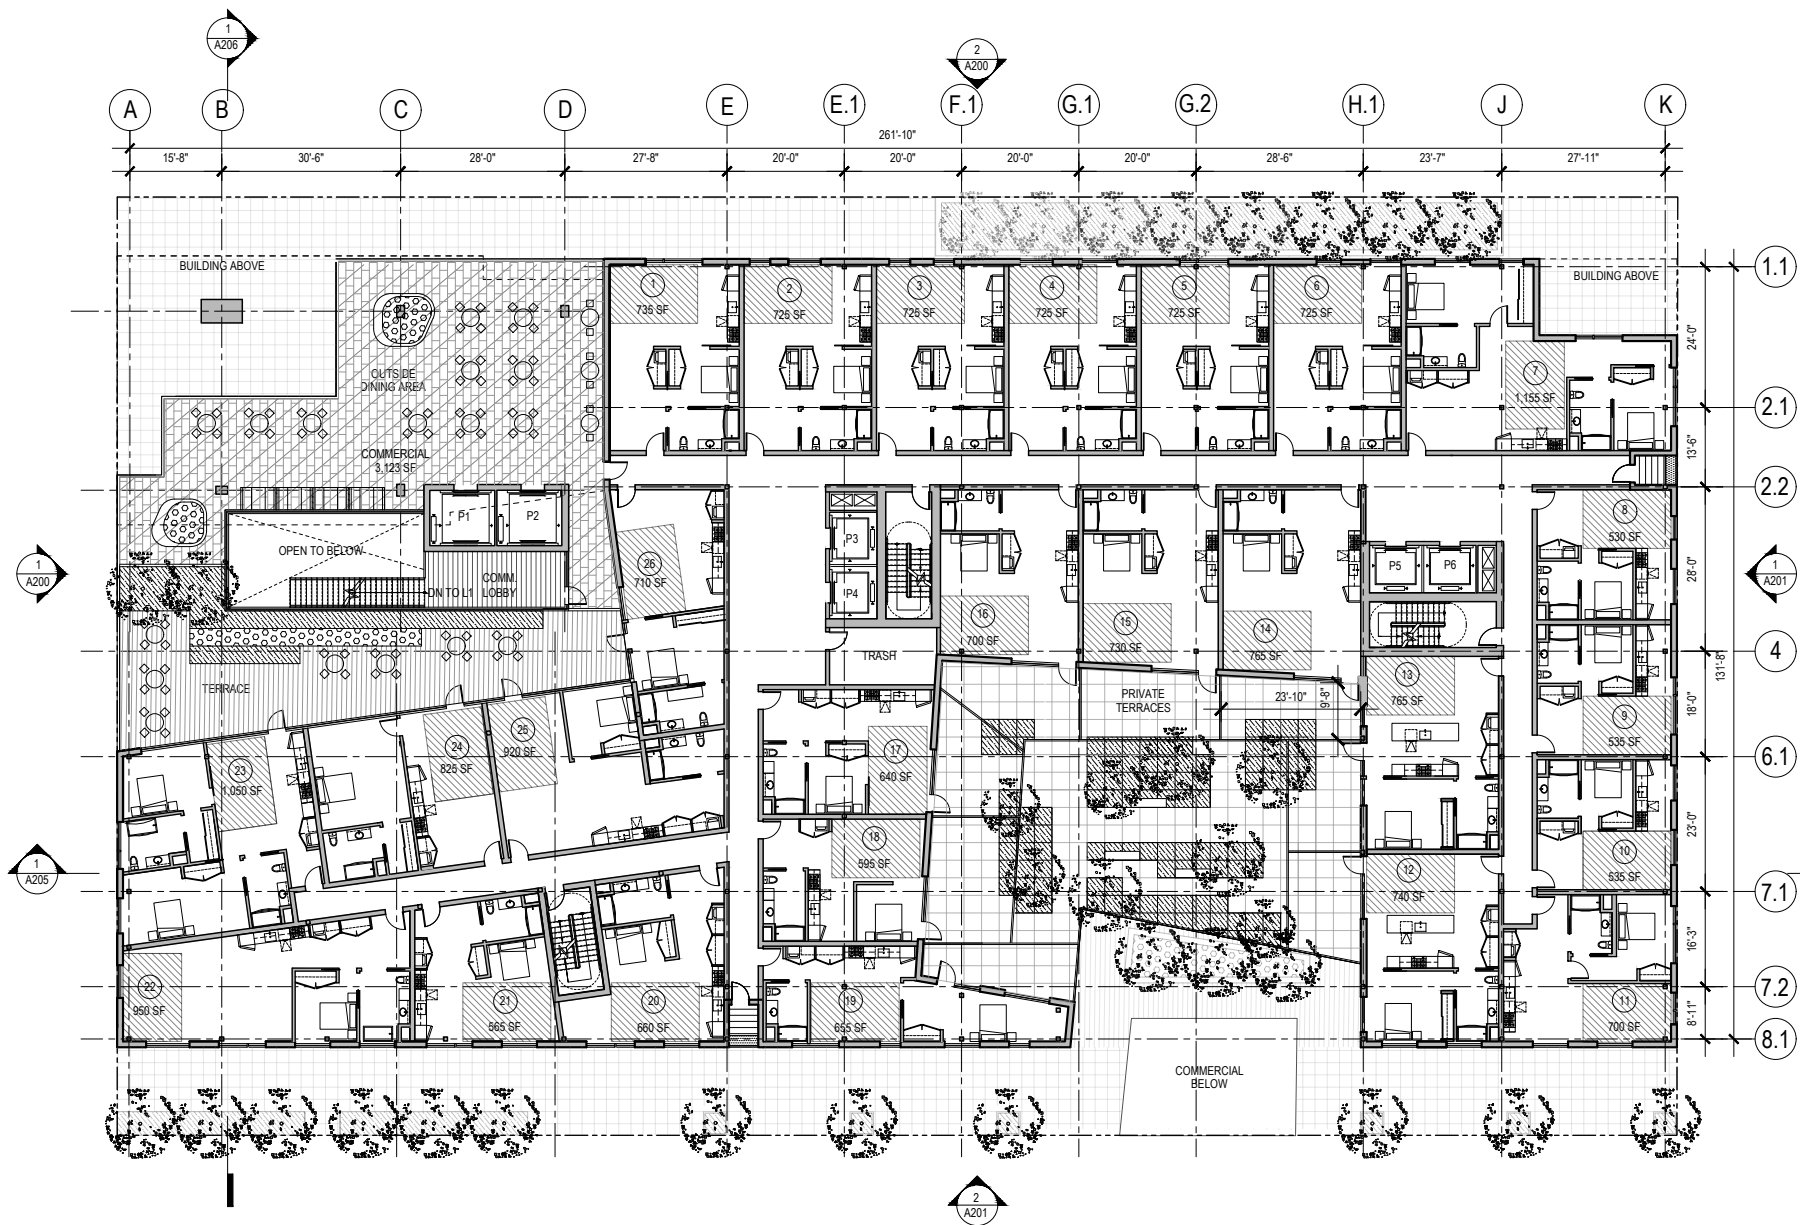 1
A206
2
A200
A
B
C
D
E
E.1
F.1
G.1
G.2
H.1
J
K
261'-10"
15'-8"
30'-6"
28'-0"
27'-8"
20'-0"
20'-0"
20'-0"
20'-0"
28'-6"
23'-7"
27'-11"
BUILDING ABOVE
BUILDING ABOVE
1.1
1
735 SF
2
725 SF
3
725 SF
4
725 SF
5
725 SF
6
725 SF
24'-0"
OUTSIDE
DINING AREA
7
1,155 SF
2.1
13'-6"
COMMERCIAL
3,123 SF
2.2
P1
P2
P3
P4
OPEN TO BELOW
COMM.
LOBBY
DN TO L1
26
710 SF
8
530 SF
P5
P6
28'-0"
1
A200
1
A201
16
700 SF
15
730 SF
14
765 SF
TRASH
4
131'-8"
TERRACE
PRIVATE
TERRACES
23'-10"
9'-8"
13
765 SF
9
535 SF
18'-0"
25
920 SF
24
825 SF
23
1,050 SF
17
640 SF
6.1
18
595 SF
12
740 SF
10
535 SF
23'-0"
1
A205
7.1
16'-3"
22
950 SF
21
565 SF
20
660 SF
19
655 SF
11
700 SF
7.2
8'-11"
8.1
COMMERCIAL
BELOW
2
A201